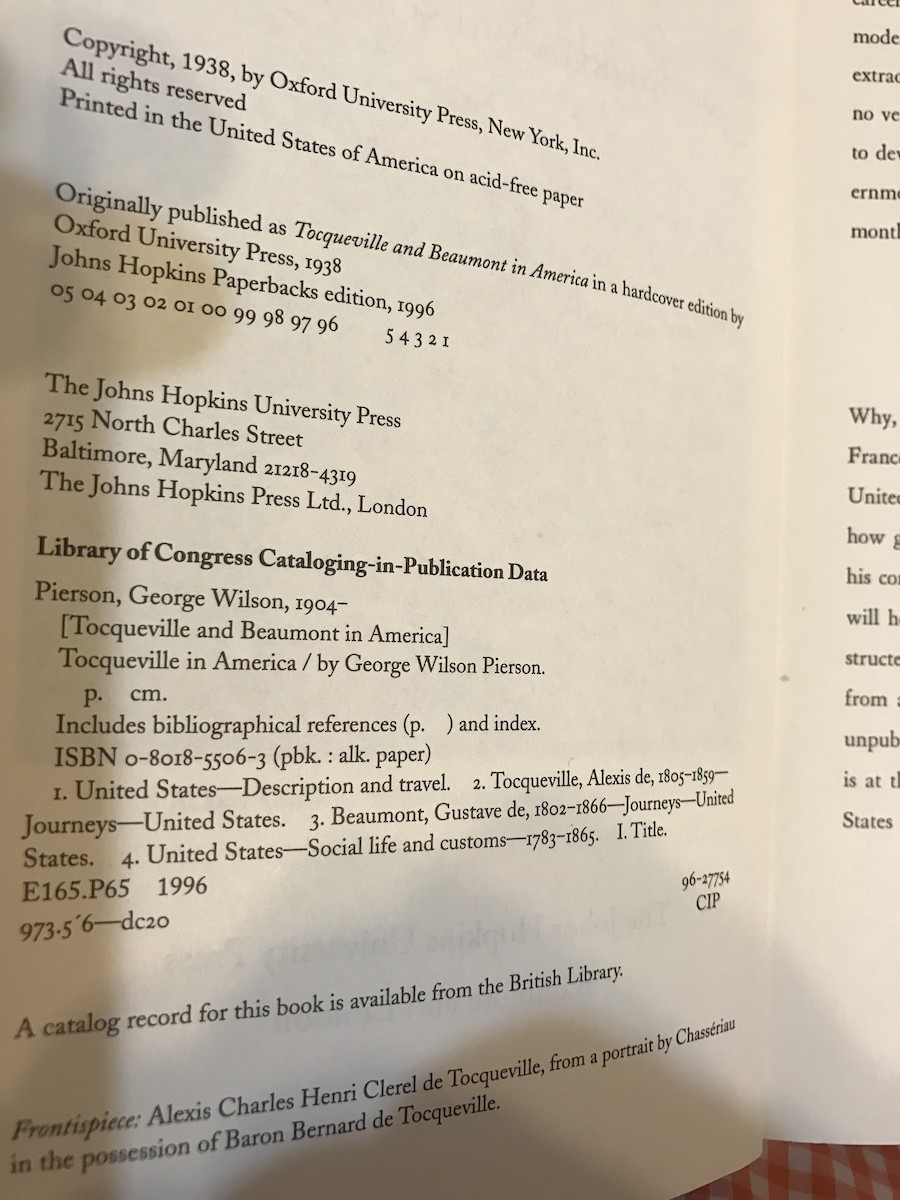 Copyright, 1938, by Oxford University Press, New York, Inc.
All rights reserved
Printed in the United States of America on acid-free paper
Originally published as Tocqueville and Beaumont in America in a hardcover edition by
Oxford University Press, 1938
Johns Hopkins Paperbacks edition, 1996
05 04 03 02 01 00 99 98 97 96 5 4 3 2 1
The Johns Hopkins University Press
2715 North Charles Street
Baltimore, Maryland 21218-4319
The Johns Hopkins Press Ltd., London
Library of Congress Cataloging-in-Publication Data
Pierson, George Wilson, 1904–
[Tocqueville and Beaumont in America]
Tocqueville in America / by George Wilson Pierson.
p. cm.
Includes bibliographical references (p. ) and index.
ISBN 0-8018-5506-3 (pbk. : alk. paper)
1. United States—Description and travel. 2. Tocqueville, Alexis de, 1805–1859—
Journeys—United States. 3. Beaumont, Gustave de, 1802–1866—Journeys—United
States. 4. United States—Social life and customs—1783–1865. I. Title.
E165.P65 1996
973.5´6—dc20
96-27754
CIP
A catalog record for this book is available from the British Library.
Frontispiece: Alexis Charles Henri Clerel de Tocqueville, from a portrait by Chassériau
in the possession of Baron Bernard de Tocqueville.
mode
extrac
no ve
to dev
ernme
month
Why,
France
United
how g
his co
will h
structe
from a
unpub
is at th
States